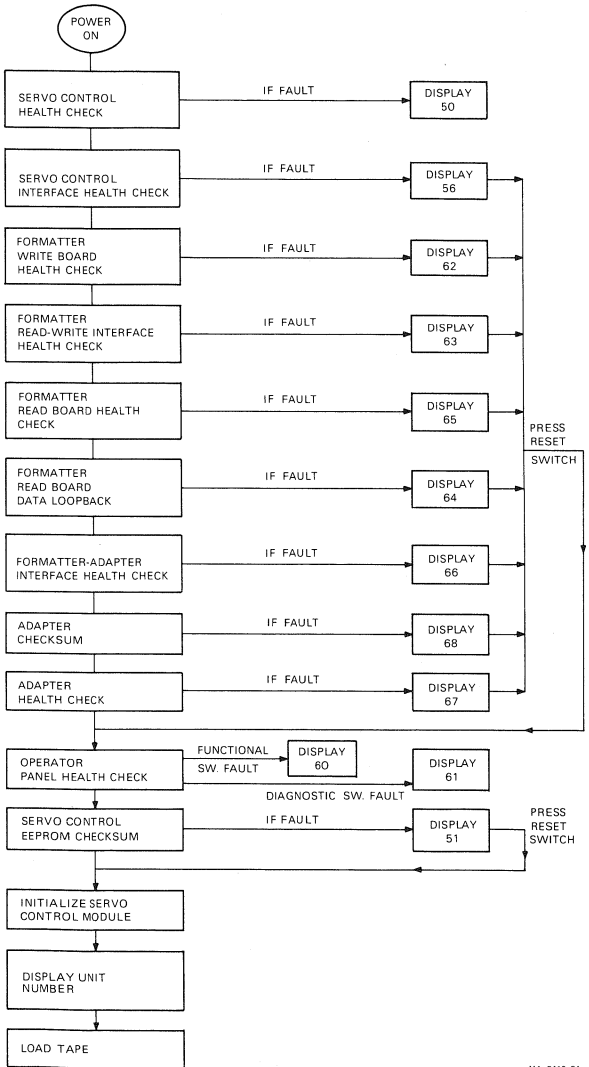 POWER
ON
SERVO CONTROL
HEALTH CHECK
IF FAULT
DISPLAY
50
SERVO CONTROL
INTERFACE HEALTH CHECK
IF FAULT
DISPLAY
56
FORMATTER
WRITE BOARD
HEALTH CHECK
IF FAULT
DISPLAY
62
FORMATTER
READ-WRITE INTERFACE
HEALTH CHECK
IF FAULT
DISPLAY
63
FORMATTER
READ BOARD HEALTH
CHECK
IF FAULT
DISPLAY
65
PRESS
RESET
SWITCH
FORMATTER
READ BOARD
DATA LOOPBACK
IF FAULT
DISPLAY
64
FORMATTER-ADAPTER
INTERFACE HEALTH CHECK
IF FAULT
DISPLAY
66
ADAPTER
CHECKSUM
IF FAULT
DISPLAY
68
ADAPTER
HEALTH CHECK
IF FAULT
DISPLAY
67
OPERATOR
PANEL HEALTH CHECK
FUNCTIONAL
SW. FAULT
DISPLAY
60
DIAGNOSTIC SW. FAULT
DISPLAY
61
SERVO CONTROL
EEPROM CHECKSUM
IF FAULT
DISPLAY
51
PRESS
RESET
SWITCH
INITIALIZE SERVO
CONTROL MODULE
DISPLAY UNIT
NUMBER
LOAD TAPE